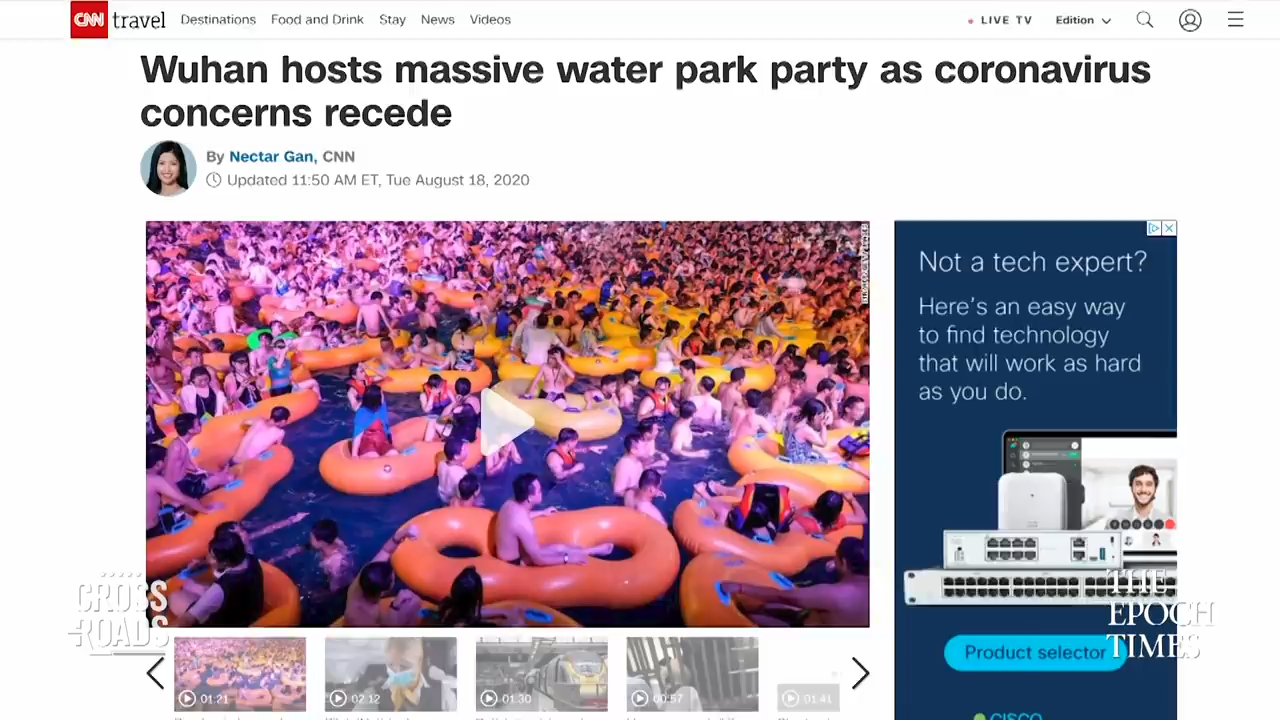 CNN travel Destinations Food and Drink Stay News Videos LIVE TV Edition
Wuhan hosts massive water park party as coronavirus
concerns recede
By Nectar Gan, CNN
Updated 11:50 AM ET, Tue August 18, 2020
Not a tech expert?
Here's an easy way
to find technology
that will work as hard
as you do.
CROSS
ROADS
THE
EPOCH
TIMES
Product selector
01:21
02:12
01:30
00:57
01:41
CISCO